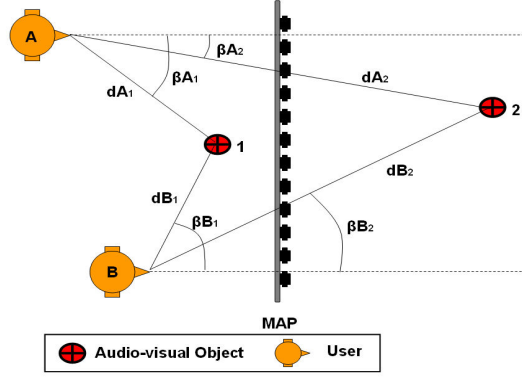 A
βA₂
βA₁
dA₁
dA₂
1
2
dB₁
dB₂
βB₁
βB₂
B
MAP
Audio-visual Object
User